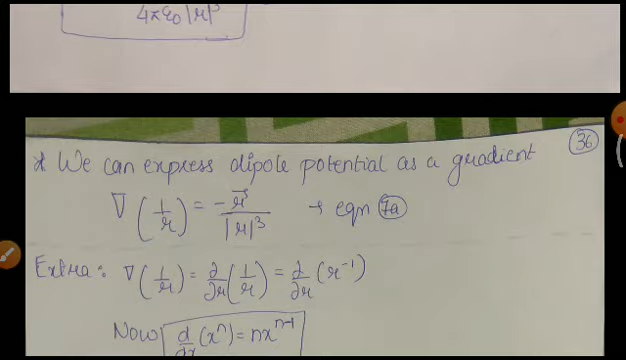 4πε₀|r|³
36
* We can express dipole potential as a gradient
∇(1/r) = -r⃗/|r|³ → eqn 7a
Extra: ∇(1/r) = ∂/∂r(1/r) = ∂/∂r(r⁻¹)
Now d/dx(xⁿ) = nxⁿ⁻¹